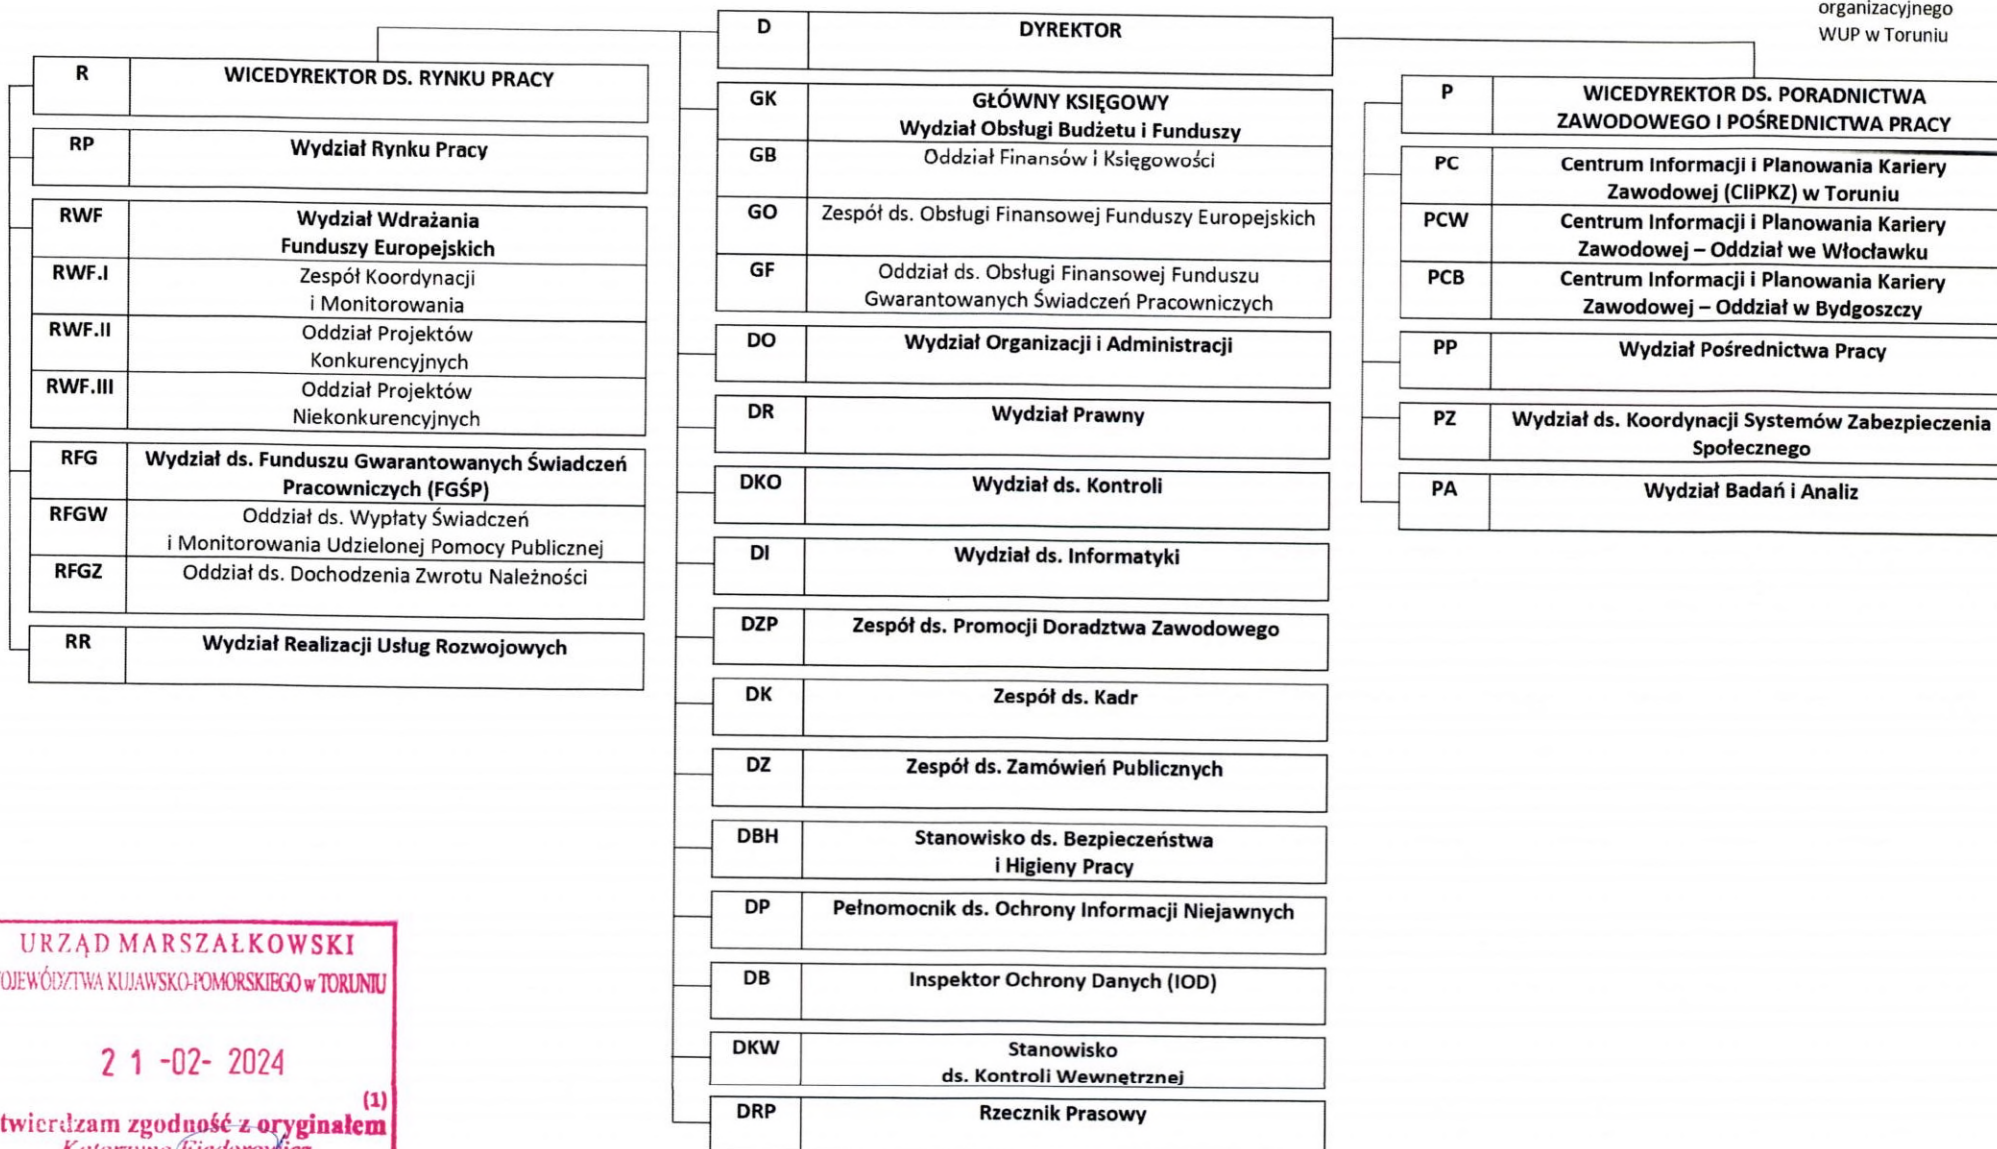 organizacyjnego
WUP w Toruniu
D DYREKTOR
R WICEDYREKTOR DS. RYNKU PRACY
RP Wydział Rynku Pracy
RWF Wydział Wdrażania
Funduszy Europejskich
RWF.I Zespół Koordynacji
i Monitorowania
RWF.II Oddział Projektów
Konkurencyjnych
RWF.III Oddział Projektów
Niekonkurencyjnych
RFG Wydział ds. Funduszu Gwarantowanych Świadczeń
Pracowniczych (FGŚP)
RFGW Oddział ds. Wypłaty Świadczeń
i Monitorowania Udzielonej Pomocy Publicznej
RFGZ Oddział ds. Dochodzenia Zwrotu Należności
RR Wydział Realizacji Usług Rozwojowych
GK GŁÓWNY KSIĘGOWY
Wydział Obsługi Budżetu i Funduszy
GB Oddział Finansów i Księgowości
GO Zespół ds. Obsługi Finansowej Funduszy Europejskich
GF Oddział ds. Obsługi Finansowej Funduszu
Gwarantowanych Świadczeń Pracowniczych
DO Wydział Organizacji i Administracji
DR Wydział Prawny
DKO Wydział ds. Kontroli
DI Wydział ds. Informatyki
DZP Zespół ds. Promocji Doradztwa Zawodowego
DK Zespół ds. Kadr
DZ Zespół ds. Zamówień Publicznych
DBH Stanowisko ds. Bezpieczeństwa
i Higieny Pracy
DP Pełnomocnik ds. Ochrony Informacji Niejawnych
DB Inspektor Ochrony Danych (IOD)
DKW Stanowisko
ds. Kontroli Wewnętrznej
DRP Rzecznik Prasowy
P WICEDYREKTOR DS. PORADNICTWA
ZAWODOWEGO I POŚREDNICTWA PRACY
PC Centrum Informacji i Planowania Kariery
Zawodowej (CIiPKZ) w Toruniu
PCW Centrum Informacji i Planowania Kariery
Zawodowej – Oddział we Włocławku
PCB Centrum Informacji i Planowania Kariery
Zawodowej – Oddział w Bydgoszczy
PP Wydział Pośrednictwa Pracy
PZ Wydział ds. Koordynacji Systemów Zabezpieczenia
Społecznego
PA Wydział Badań i Analiz
URZĄD MARSZAŁKOWSKI
OJEWÓDZTWA KUJAWSKO-POMORSKIEGO w TORUNIU
21 -02- 2024
(1)
twierdzam zgodność z oryginałem